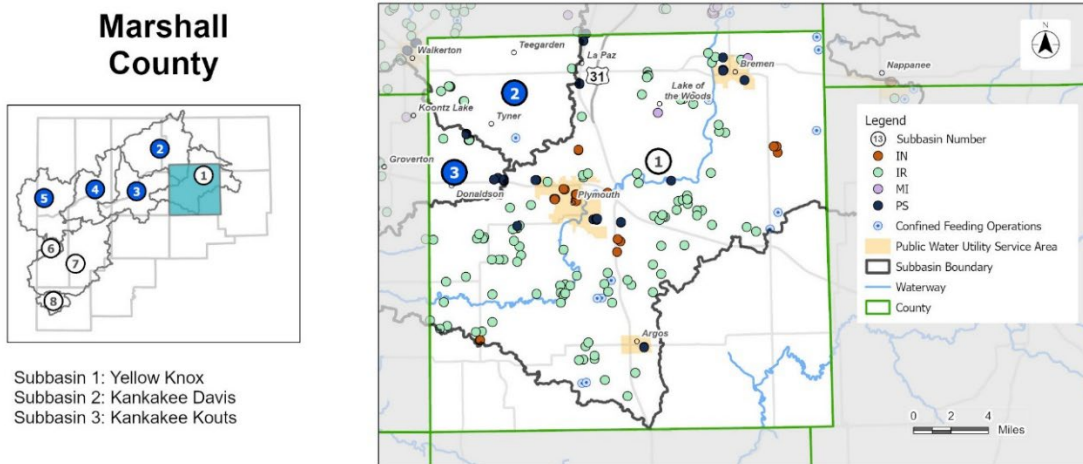 Marshall
County
2
1
5
4
3
6
7
8
Subbasin 1: Yellow Knox
Subbasin 2: Kankakee Davis
Subbasin 3: Kankakee Kouts
Walkerton
Teegarden
La Paz
31
Bremen
Nappanee
N
2
Lake of
the Woods
Koontz Lake
Tyner
Groverton
3
1
Donaldson
Plymouth
Argos
Legend
13 Subbasin Number
IN
IR
MI
PS
Confined Feeding Operations
Public Water Utility Service Area
Subbasin Boundary
Waterway
County
0 2 4
Miles